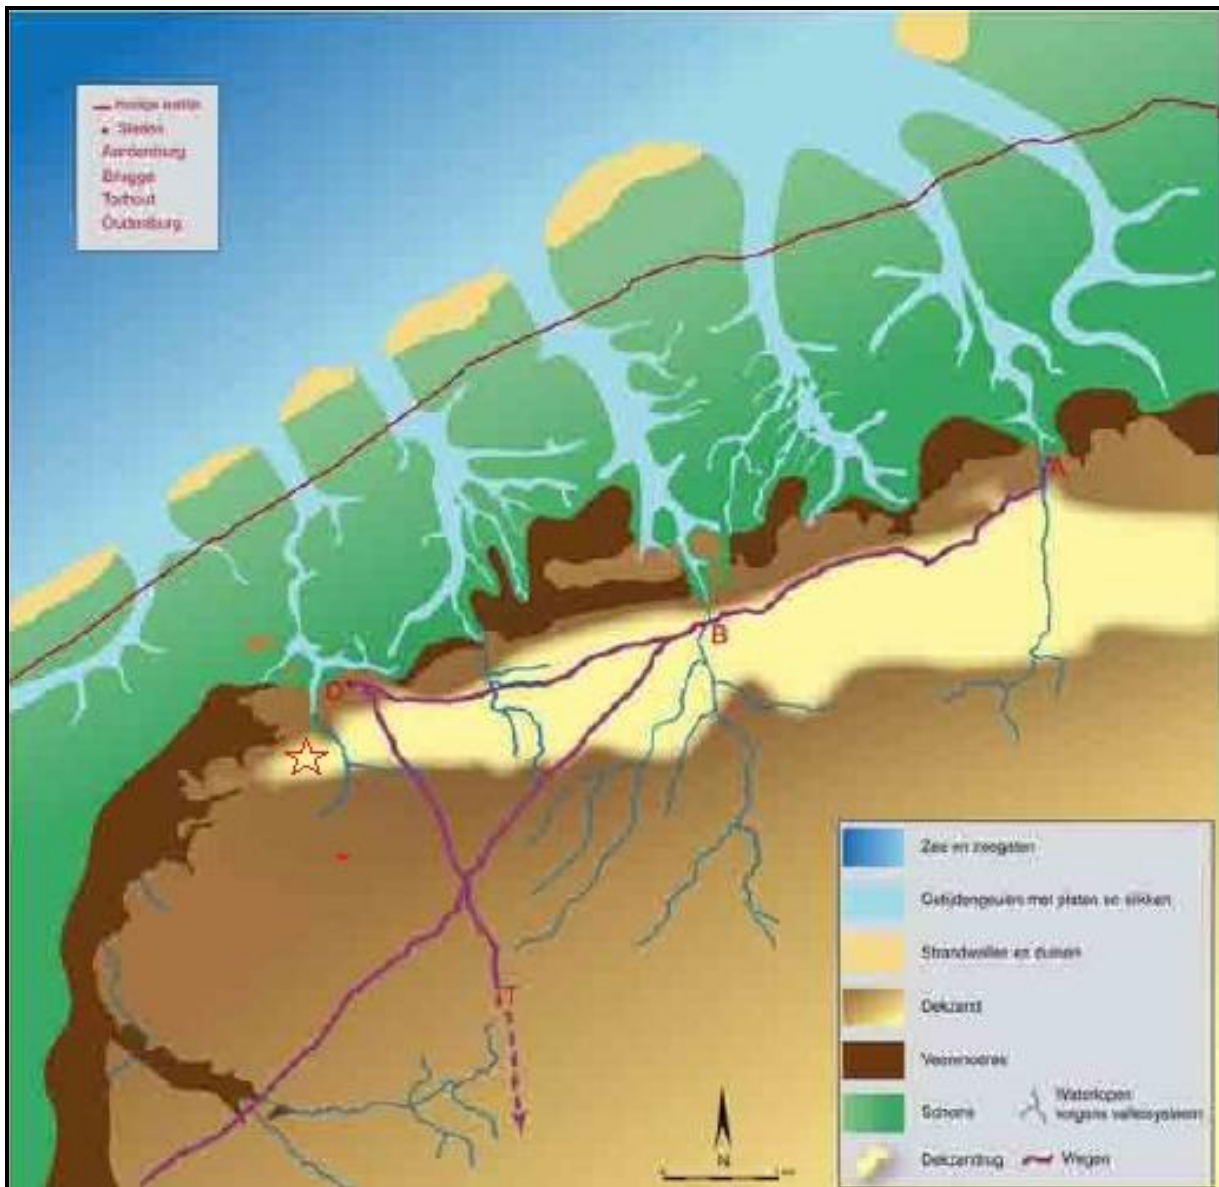 Huidige kustlijn
Steden
Aardenburg
Brugge
Torhout
Oudenburg
A
B
O
T
Zee en zeegaten
Getijdengeulen met platen en slikken
Strandwallen en duinen
Dekzand
Veenmoeras
Schorre
Waterlopen
volgens valleisysteem
Dekzandrug
Wegen
N